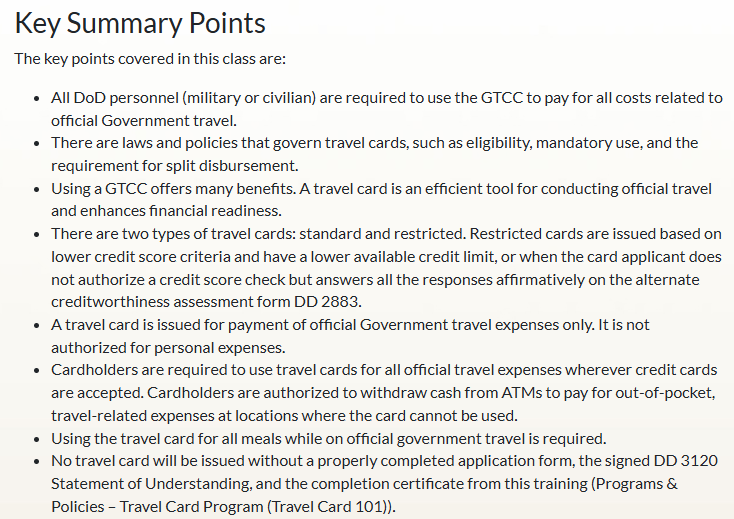 Key Summary Points
The key points covered in this class are:
• All DoD personnel (military or civilian) are required to use the GTCC to pay for all costs related to
official Government travel.
• There are laws and policies that govern travel cards, such as eligibility, mandatory use, and the
requirement for split disbursement.
• Using a GTCC offers many benefits. A travel card is an efficient tool for conducting official travel
and enhances financial readiness.
• There are two types of travel cards: standard and restricted. Restricted cards are issued based on
lower credit score criteria and have a lower available credit limit, or when the card applicant does
not authorize a credit score check but answers all the responses affirmatively on the alternate
creditworthiness assessment form DD 2883.
• A travel card is issued for payment of official Government travel expenses only. It is not
authorized for personal expenses.
• Cardholders are required to use travel cards for all official travel expenses wherever credit cards
are accepted. Cardholders are authorized to withdraw cash from ATMs to pay for out-of-pocket,
travel-related expenses at locations where the card cannot be used.
• Using the travel card for all meals while on official government travel is required.
• No travel card will be issued without a properly completed application form, the signed DD 3120
Statement of Understanding, and the completion certificate from this training (Programs &
Policies – Travel Card Program (Travel Card 101)).